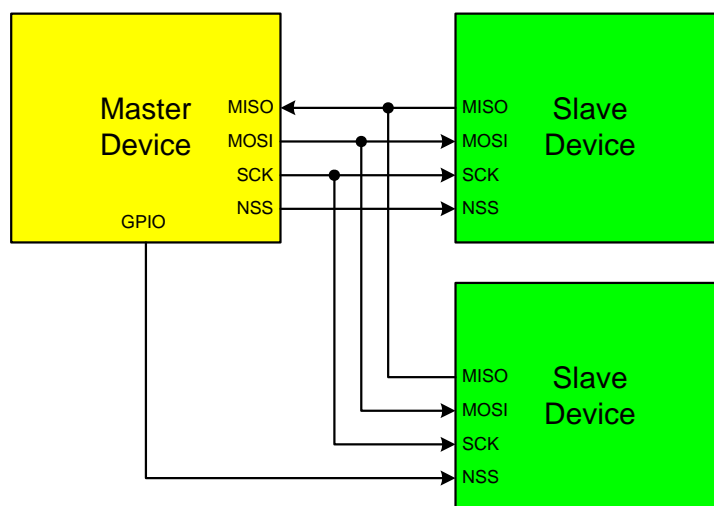 Master
Device
MISO
MOSI
SCK
NSS
GPIO
MISO
MOSI
SCK
NSS
Slave
Device
MISO
MOSI
SCK
NSS
Slave
Device